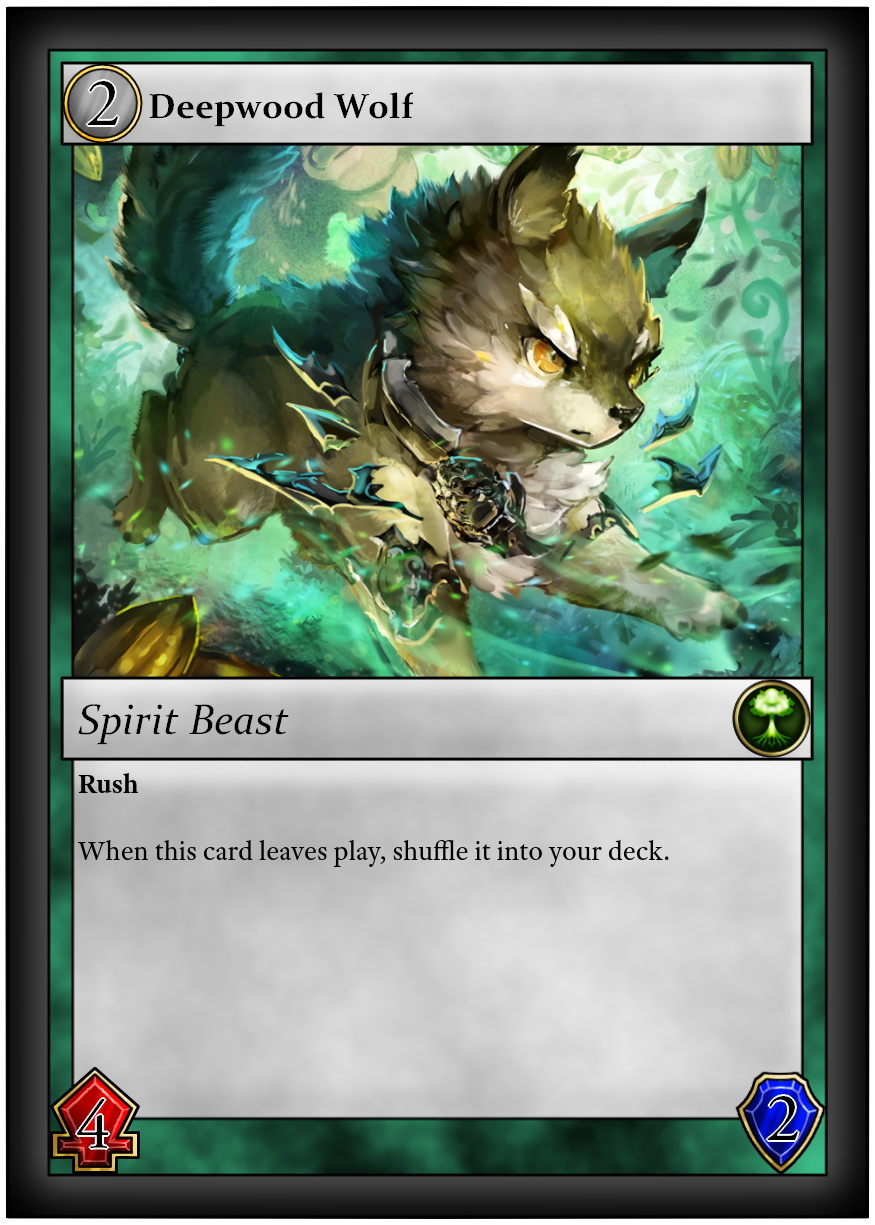 2
Deepwood Wolf
Spirit Beast
Rush
When this card leaves play, shuffle it into your deck.
4
2